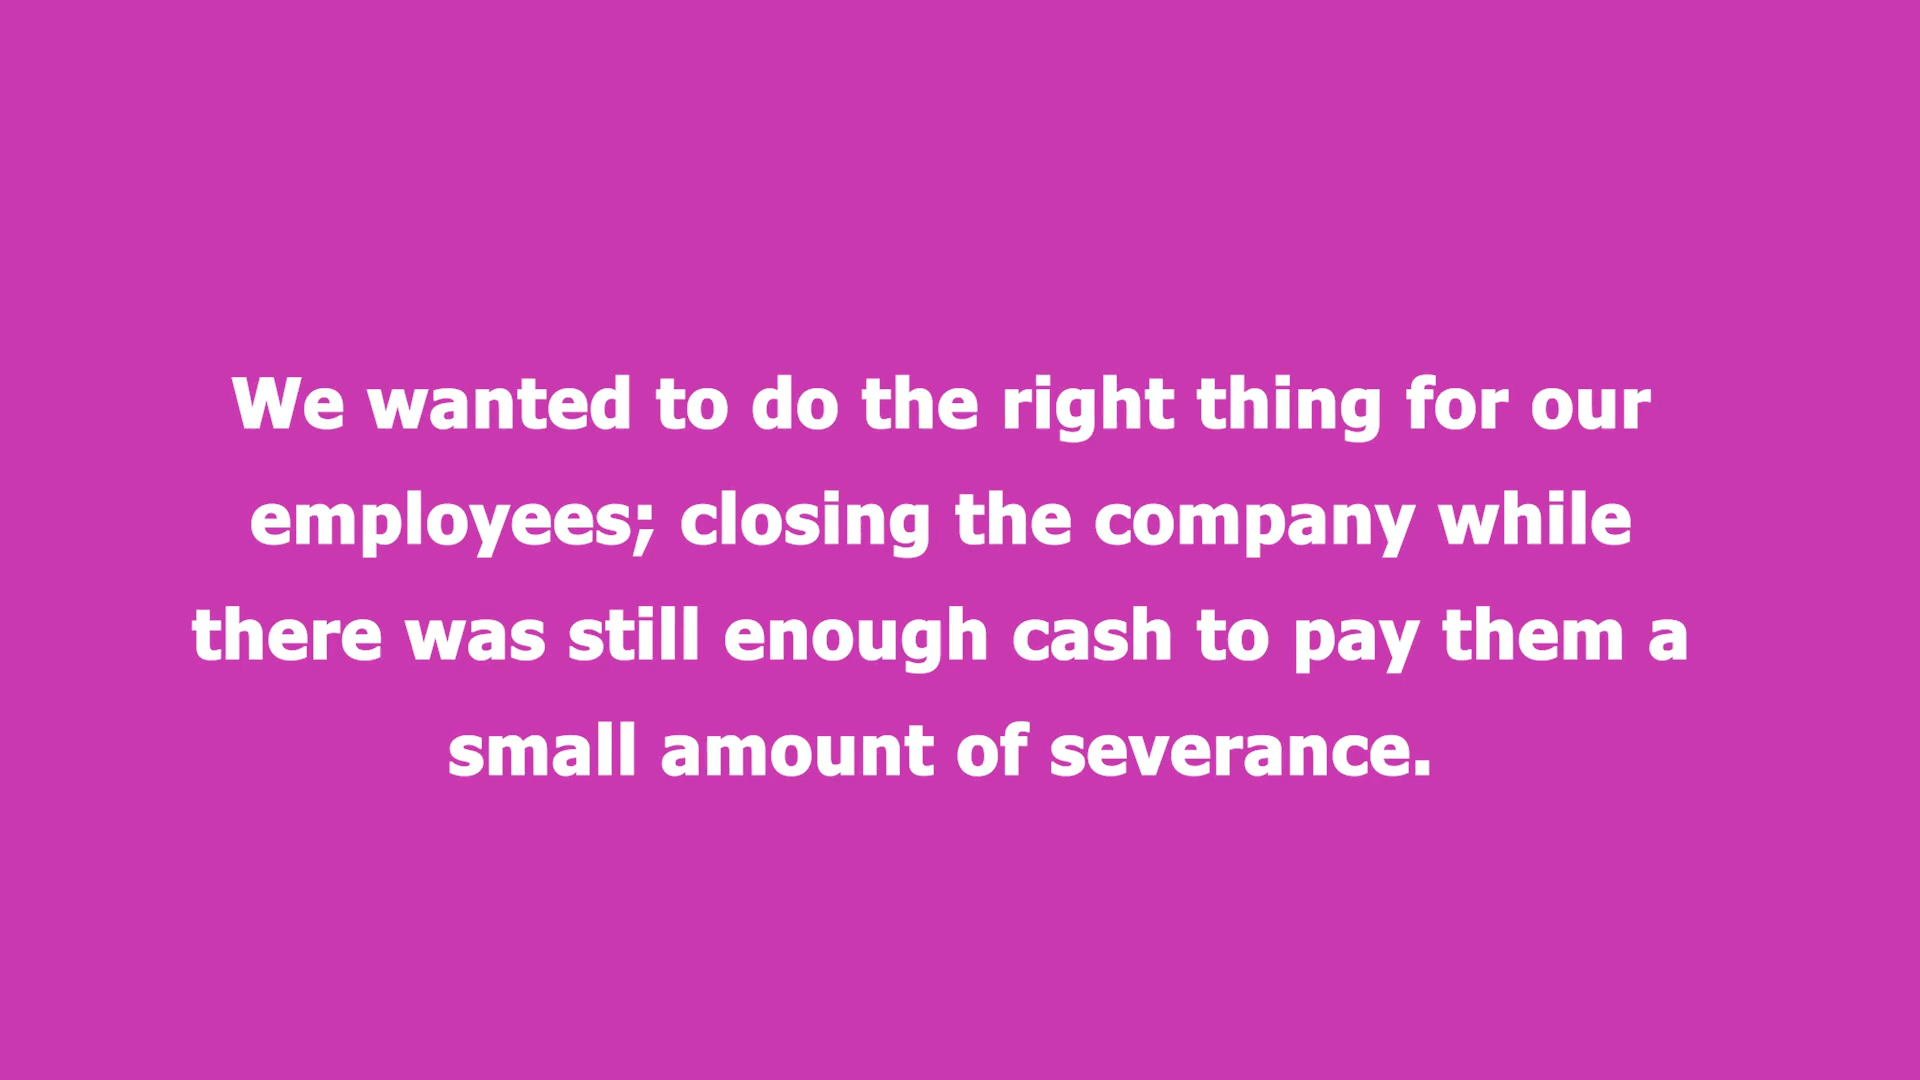 We wanted to do the right thing for our
employees; closing the company while
there was still enough cash to pay them a
small amount of severance.